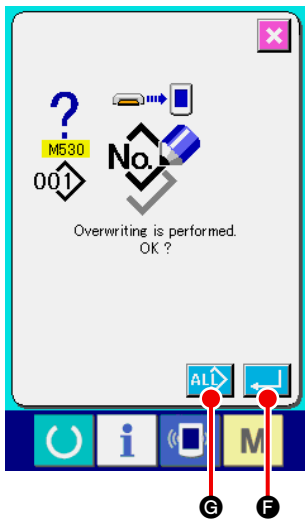 ?
M530
No.
001
Overwriting is performed.
OK ?
ALL
i
M
G
F